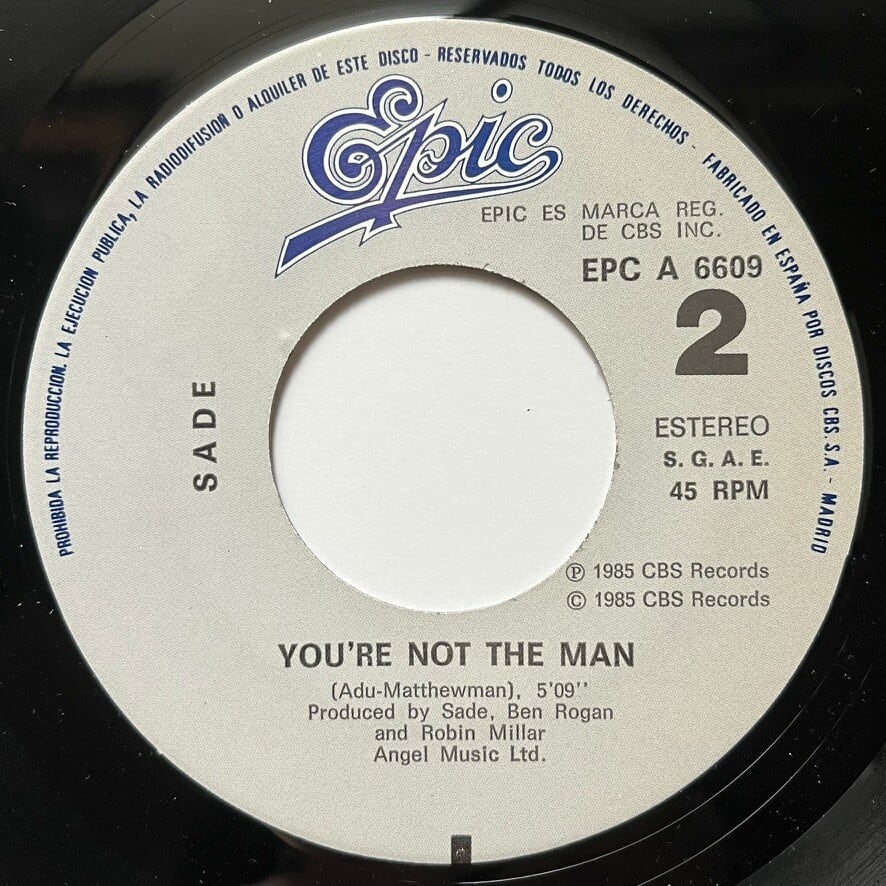 PROHIBIDA LA REPRODUCCION. LA EJECUCION PUBLICA, LA RADIODIFUSION O ALQUILER DE ESTE DISCO - RESERVADOS TODOS LOS DERECHOS - FABRICADO EN ESPAÑA POR DISCOS CBS. S.A. - MADRID
Epic
EPIC ES MARCA REG.
DE CBS INC.
EPC A 6609
2
SADE
ESTEREO
S. G. A. E.
45 RPM
℗ 1985 CBS Records
© 1985 CBS Records
YOU'RE NOT THE MAN
(Adu-Matthewman), 5'09''
Produced by Sade, Ben Rogan
and Robin Millar
Angel Music Ltd.